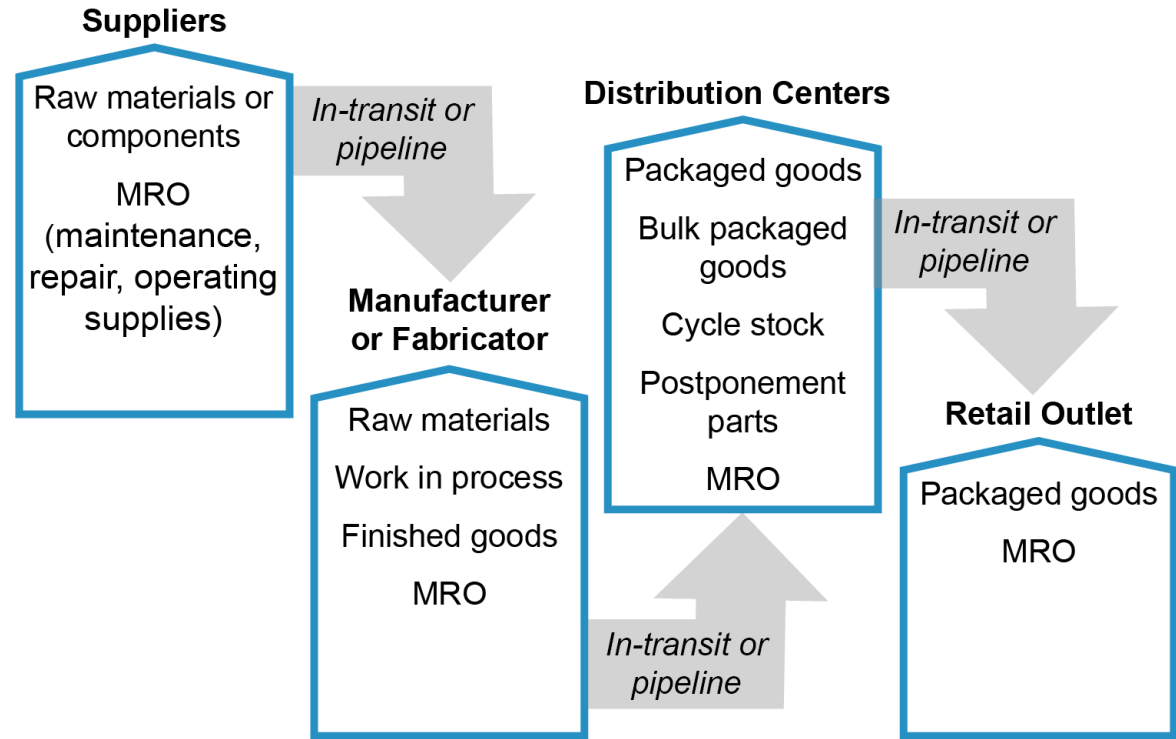 Suppliers
Raw materials or
components
MRO
(maintenance,
repair, operating
supplies)
In-transit or
pipeline
Manufacturer
or Fabricator
Raw materials
Work in process
Finished goods
MRO
In-transit or
pipeline
Distribution Centers
Packaged goods
Bulk packaged
goods
Cycle stock
Postponement
parts
MRO
In-transit or
pipeline
Retail Outlet
Packaged goods
MRO